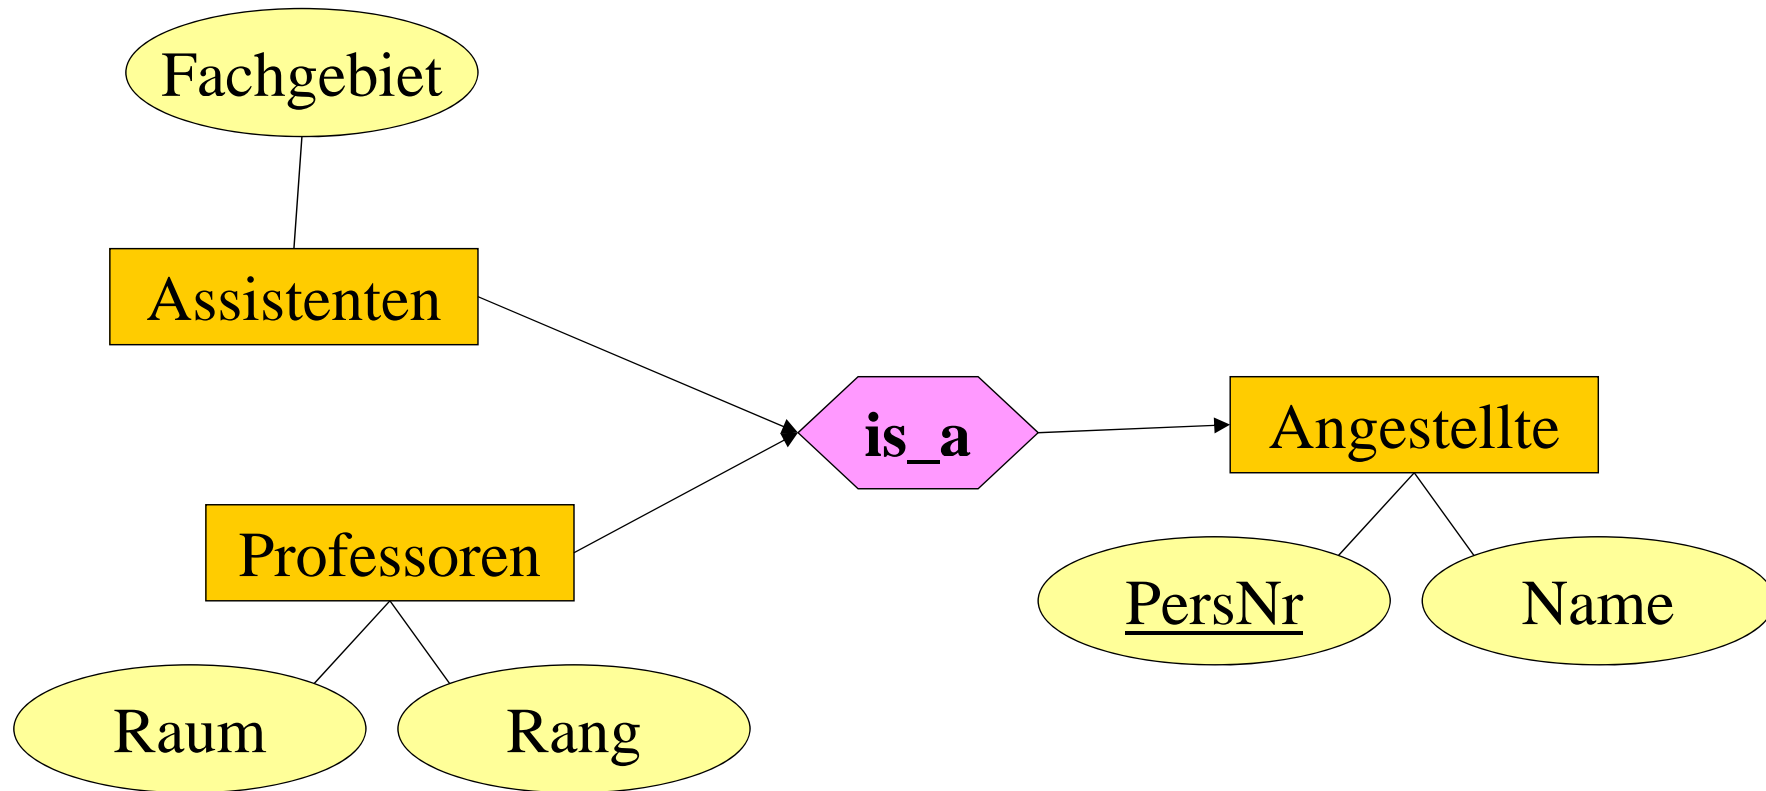 Fachgebiet
Assistenten
is_a
Angestellte
Professoren
PersNr
Name
Raum
Rang